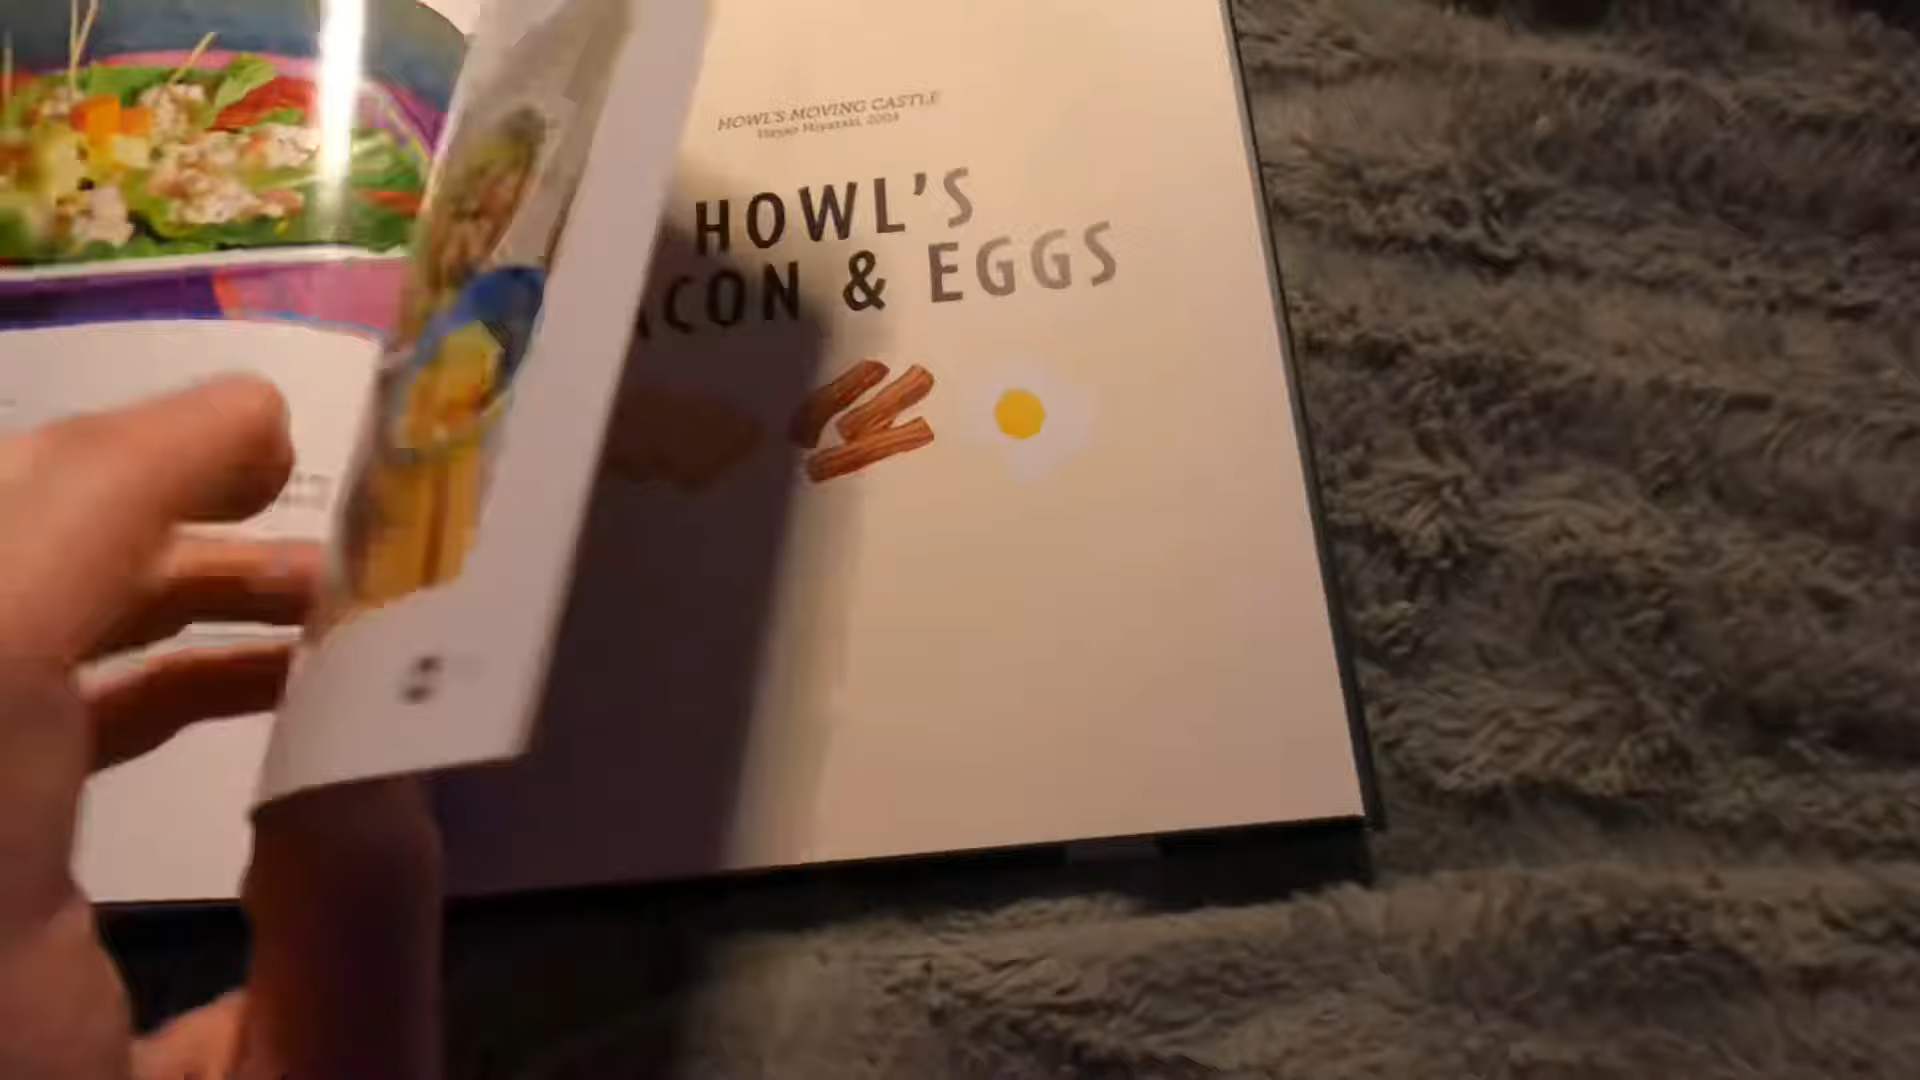 HOWL'S MOVING CASTLE
Hayao Miyazaki, 2004
HOWL'S
ACON & EGGS